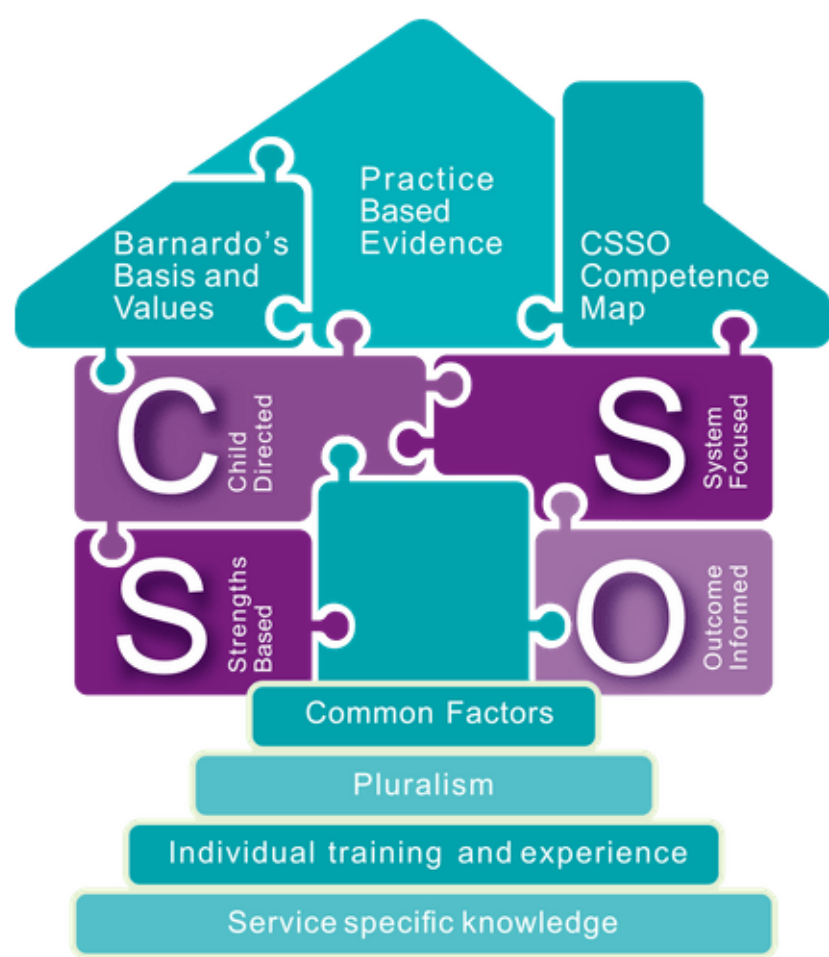 Practice
Based
Evidence
Barnardo's
Basis and
Values
CSSO
Competence
Map
C
Child
Directed
S
System
Focused
S
Strengths
Based
O
Outcome
Informed
Common Factors
Pluralism
Individual training and experience
Service specific knowledge